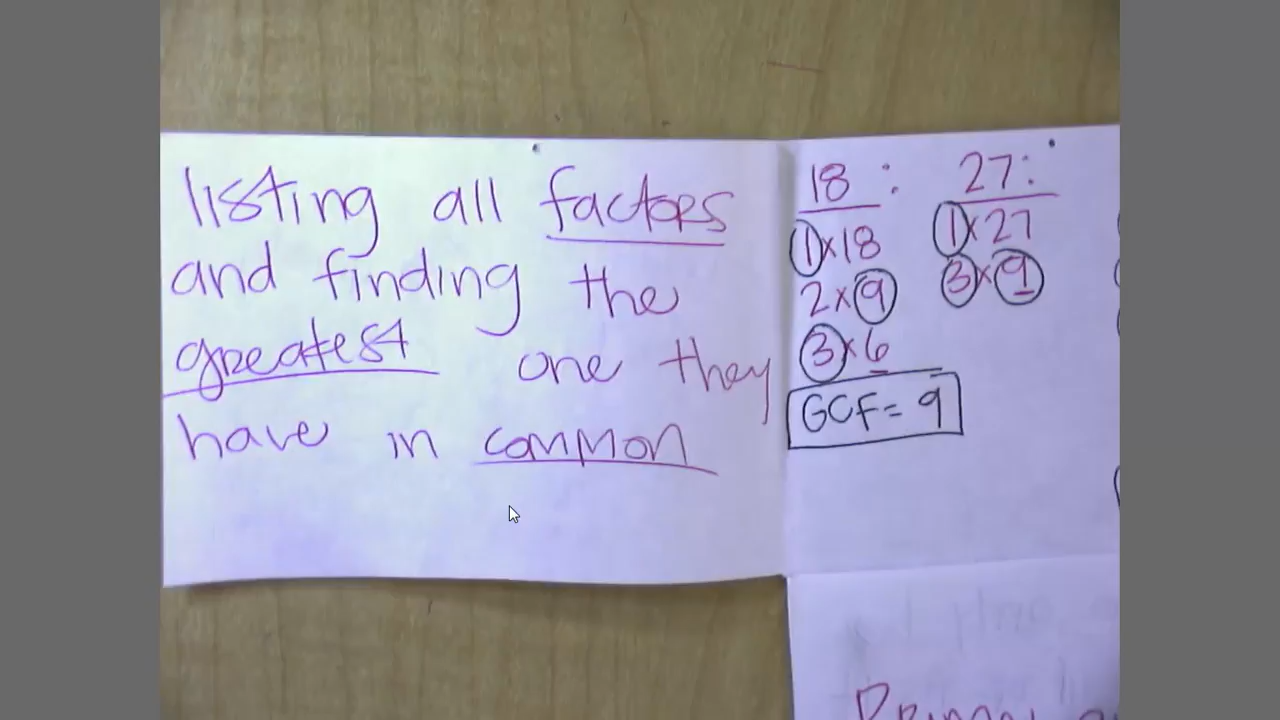 listing all factors
and finding the
greatest one they
have in common
18 : 27:
1x18 1x27
2x9 3x9
3x6
GCF= 9